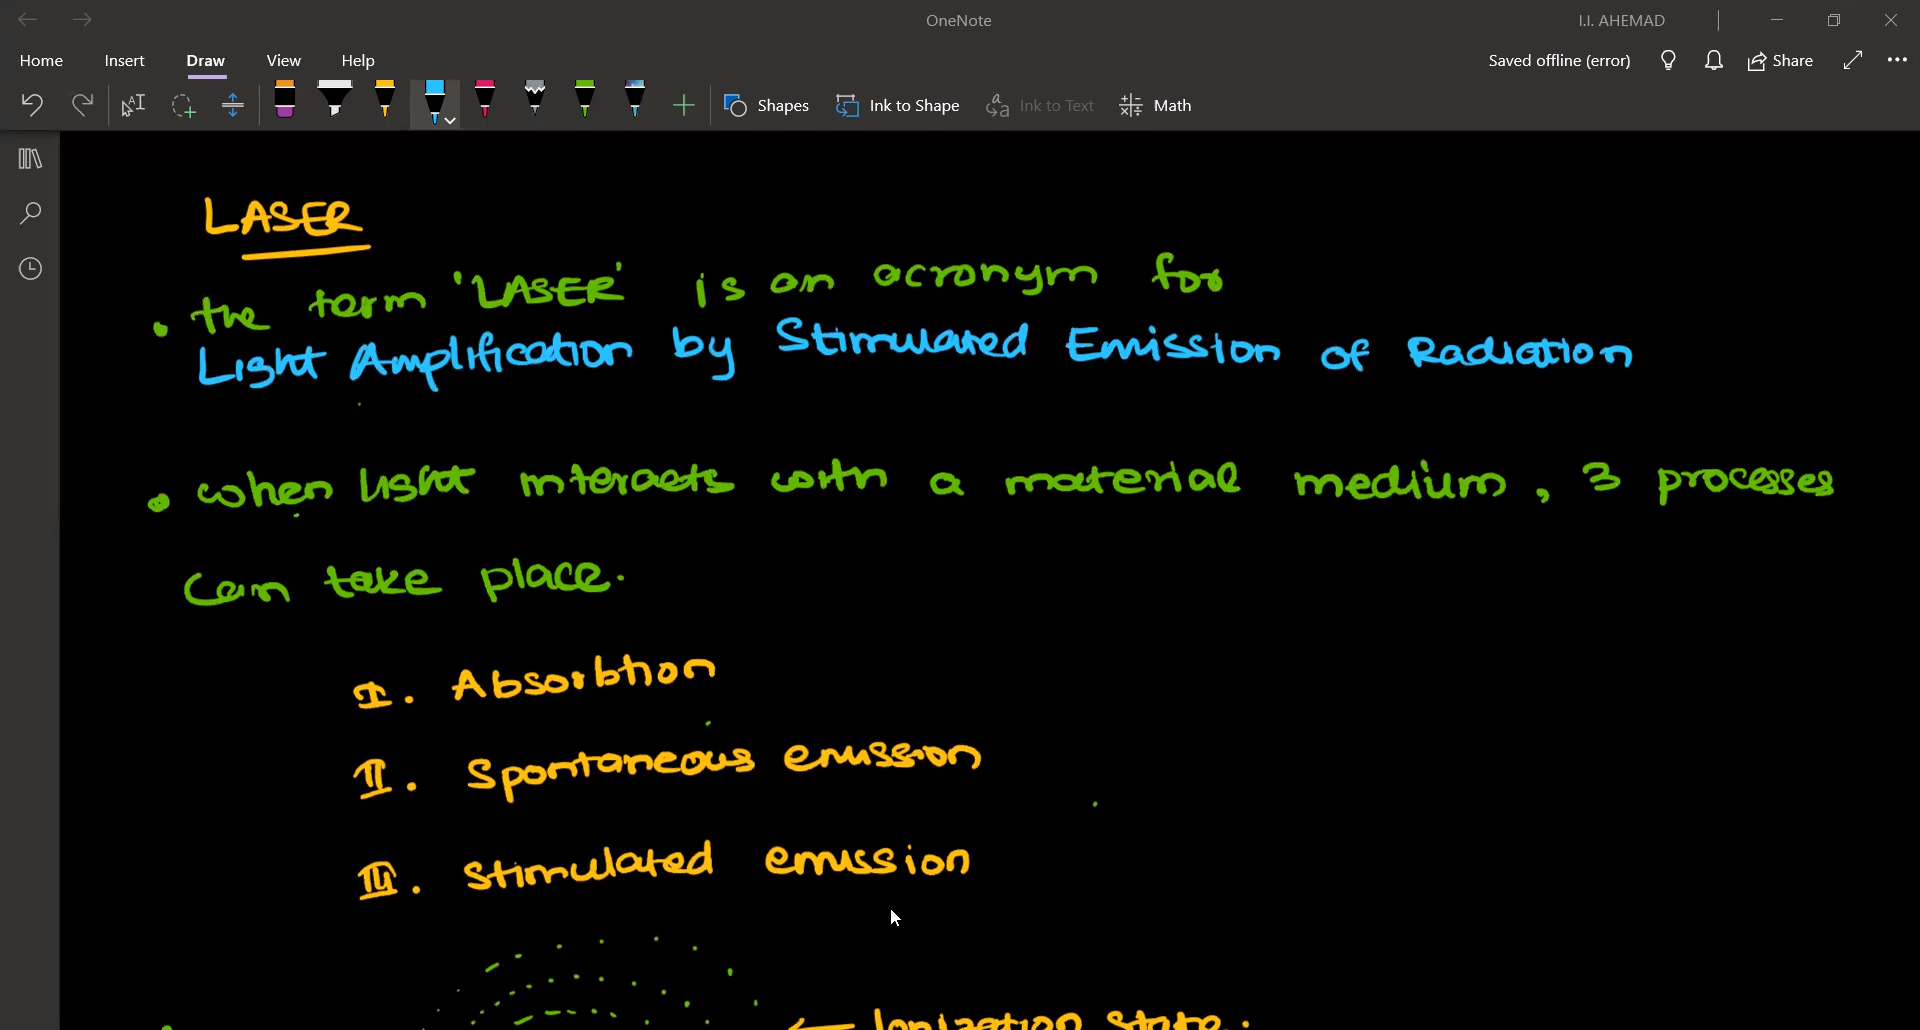 OneNote
I.I. AHEMAD
Home Insert Draw View Help
Saved offline (error) Share
Shapes Ink to Shape Ink to Text Math
LASER
• the term 'LASER' is an acronym for
Light Amplification by Stimulated Emission of Radiation
• when light interacts with a material medium, 3 processes
can take place.
I. Absorbtion
II. Spontaneous emission
III. Stimulated emission
← Ionization State.